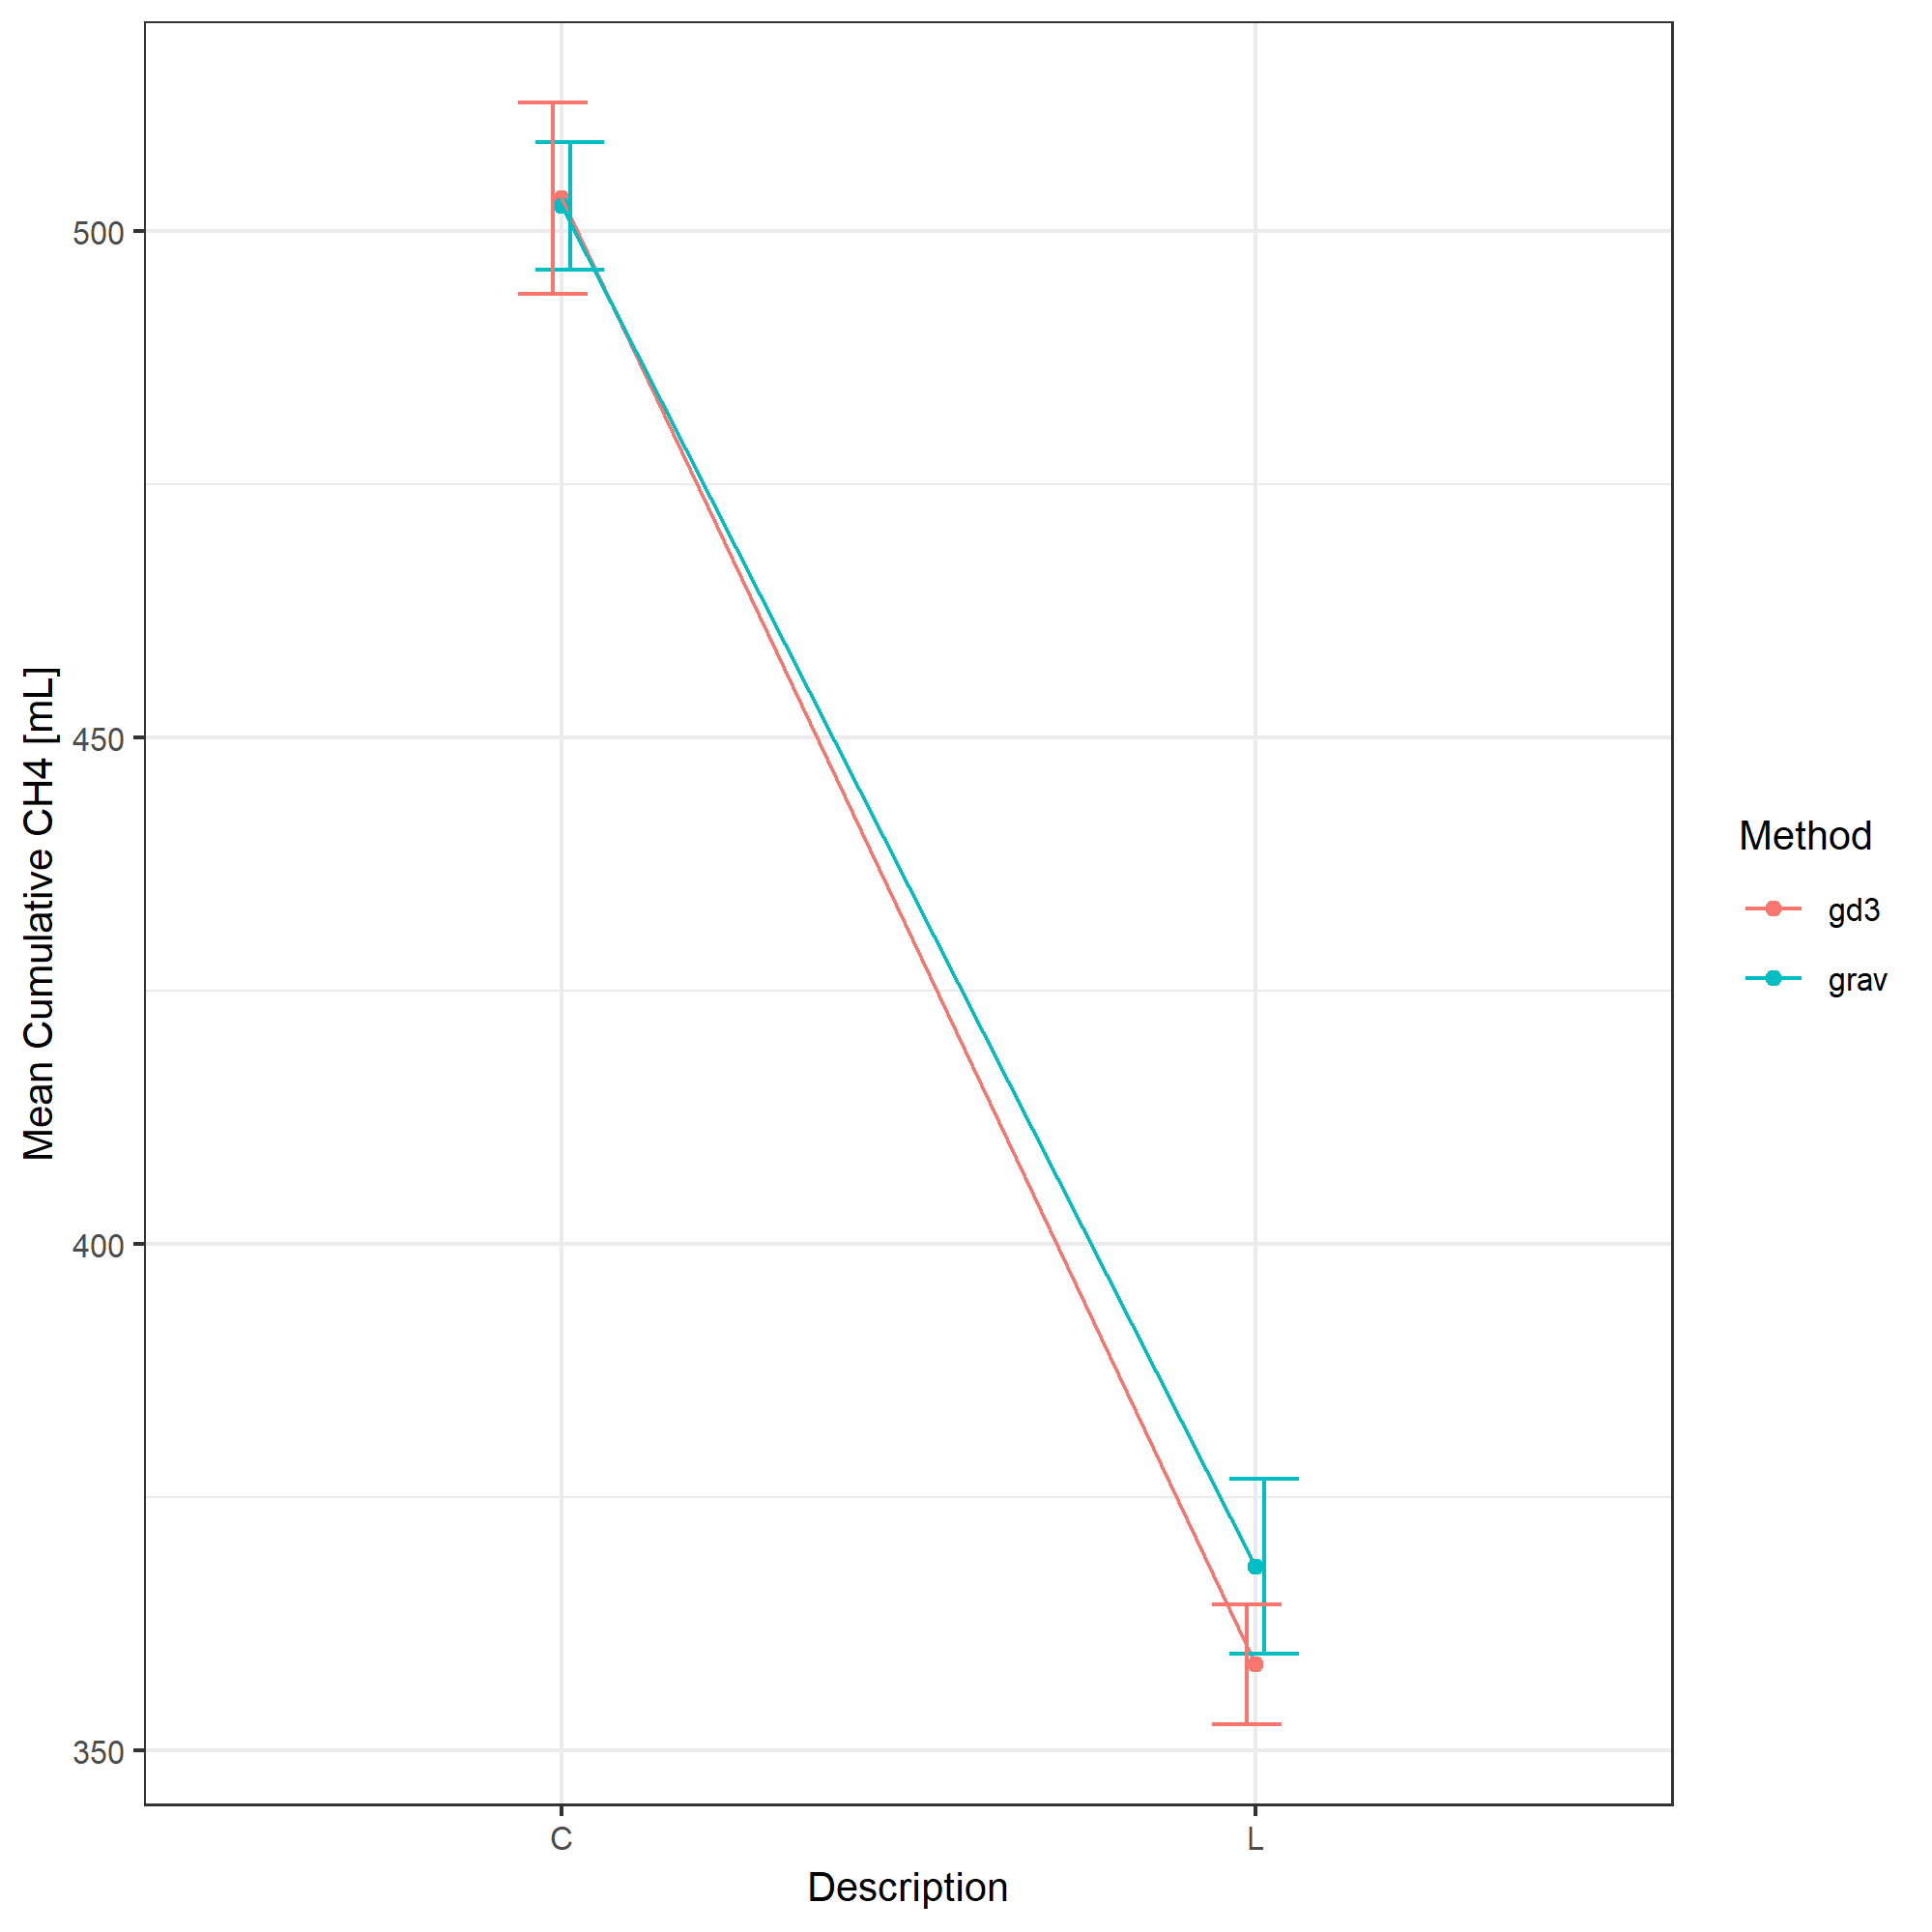 Mean Cumulative CH4 [mL]
500
450
400
350
C
L
Description
Method
gd3
grav